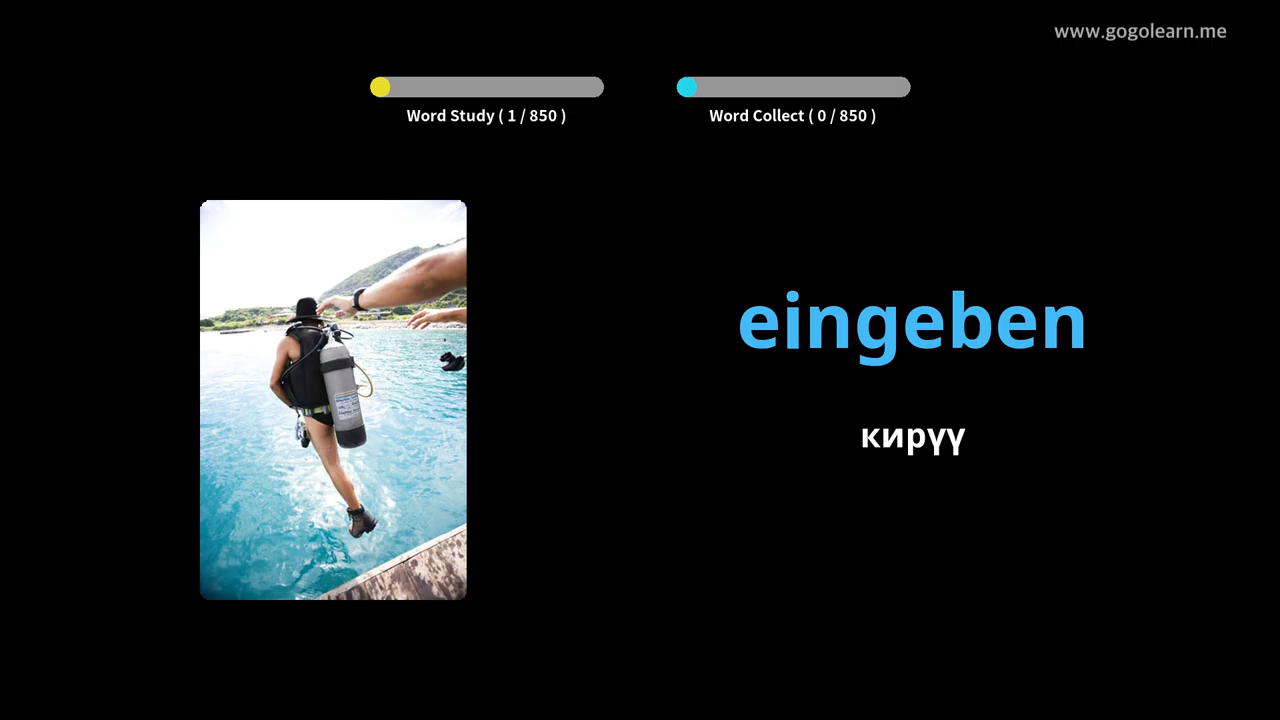 www.gogolearn.me
Word Study ( 1 / 850 )
Word Collect ( 0 / 850 )
eingeben
кирүү